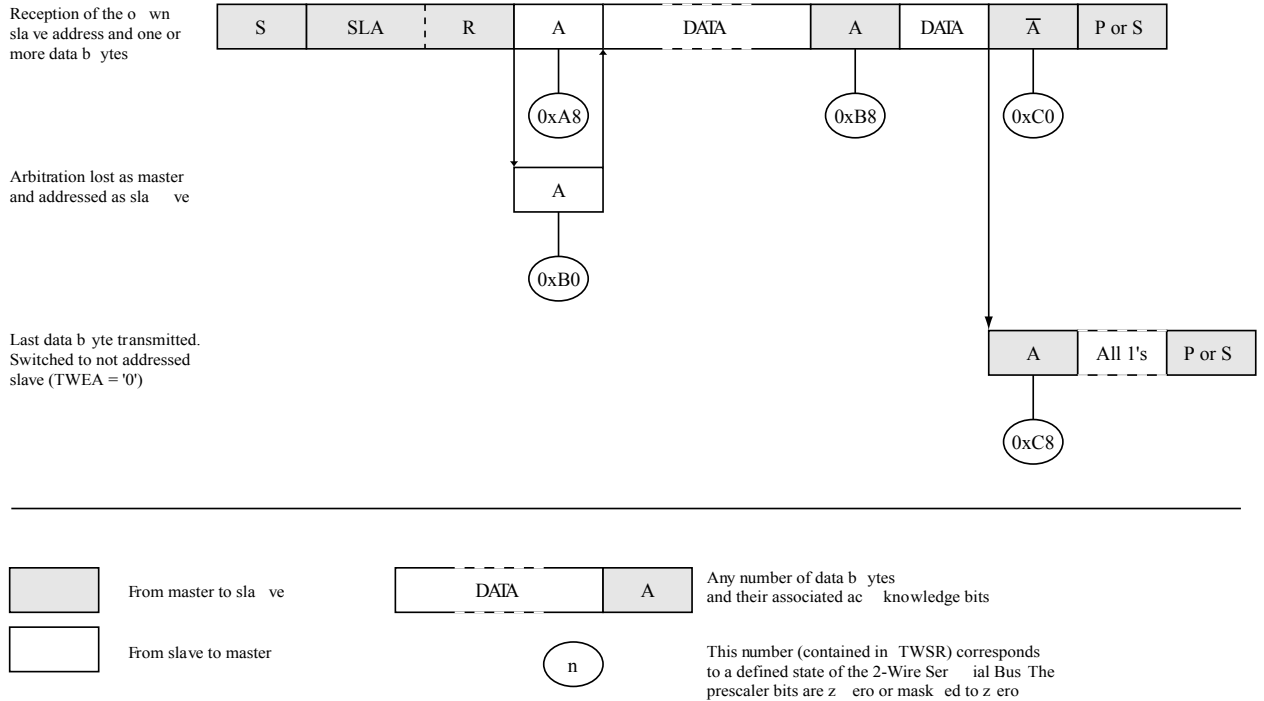 Reception of the o wn
sla ve address and one or
more data b ytes
S SLA R A DATA A DATA A P or S
0xA8 0xB8 0xC0
Arbitration lost as master
and addressed as sla ve
A
0xB0
Last data b yte transmitted.
Switched to not addressed
slave (TWEA = '0')
A All 1's P or S
0xC8
From master to sla ve
DATA A
Any number of data b ytes
and their associated ac knowledge bits
From slave to master
n
This number (contained in TWSR) corresponds
to a defined state of the 2-Wire Ser ial Bus The
prescaler bits are z ero or mask ed to z ero